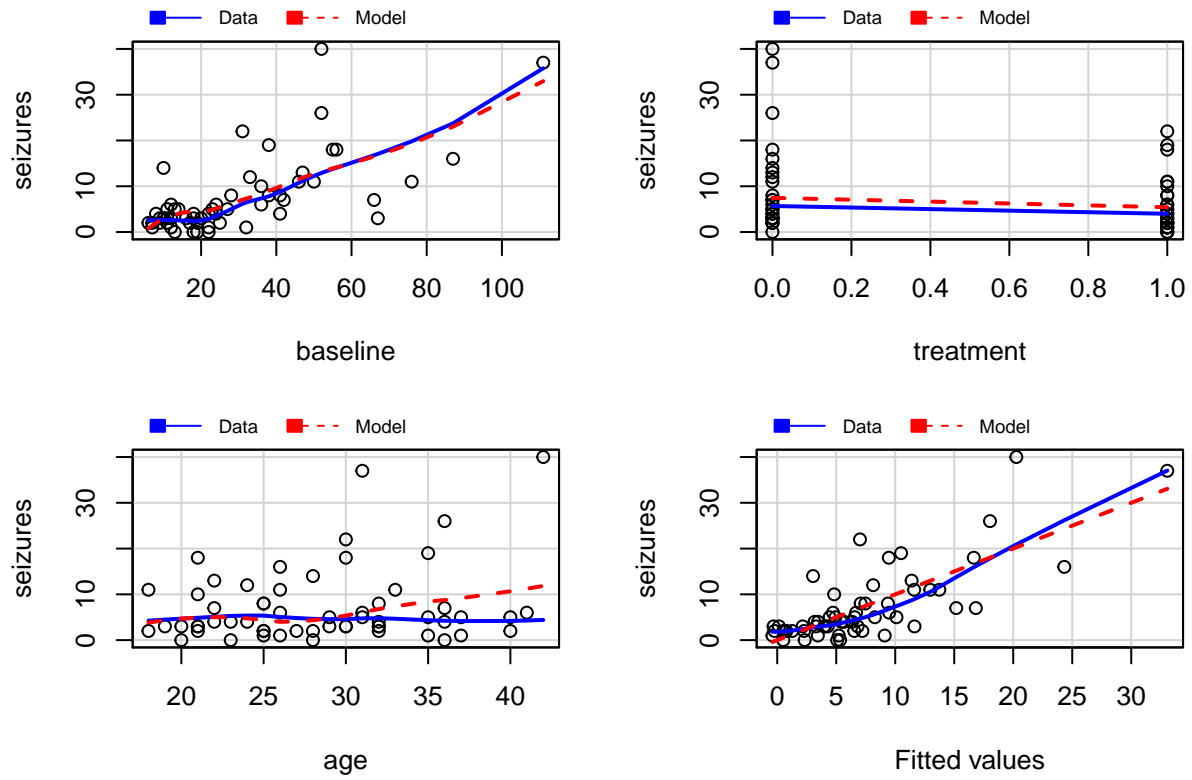 Data Model
seizures
0 10 30
20 40 60 80 100
baseline
Data Model
seizures
0 10 30
0.0 0.2 0.4 0.6 0.8 1.0
treatment
Data Model
seizures
0 10 30
20 25 30 35 40
age
Data Model
seizures
0 10 30
0 5 10 15 20 25 30
Fitted values